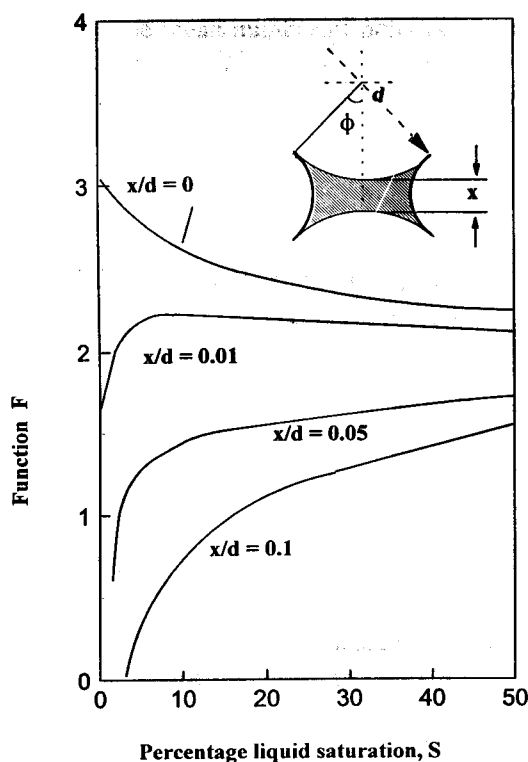 4
d
ϕ
x/d = 0
x
3
x/d = 0.01
2
x/d = 0.05
1
x/d = 0.1
0
0 10 20 30 40 50
Function F
Percentage liquid saturation, S